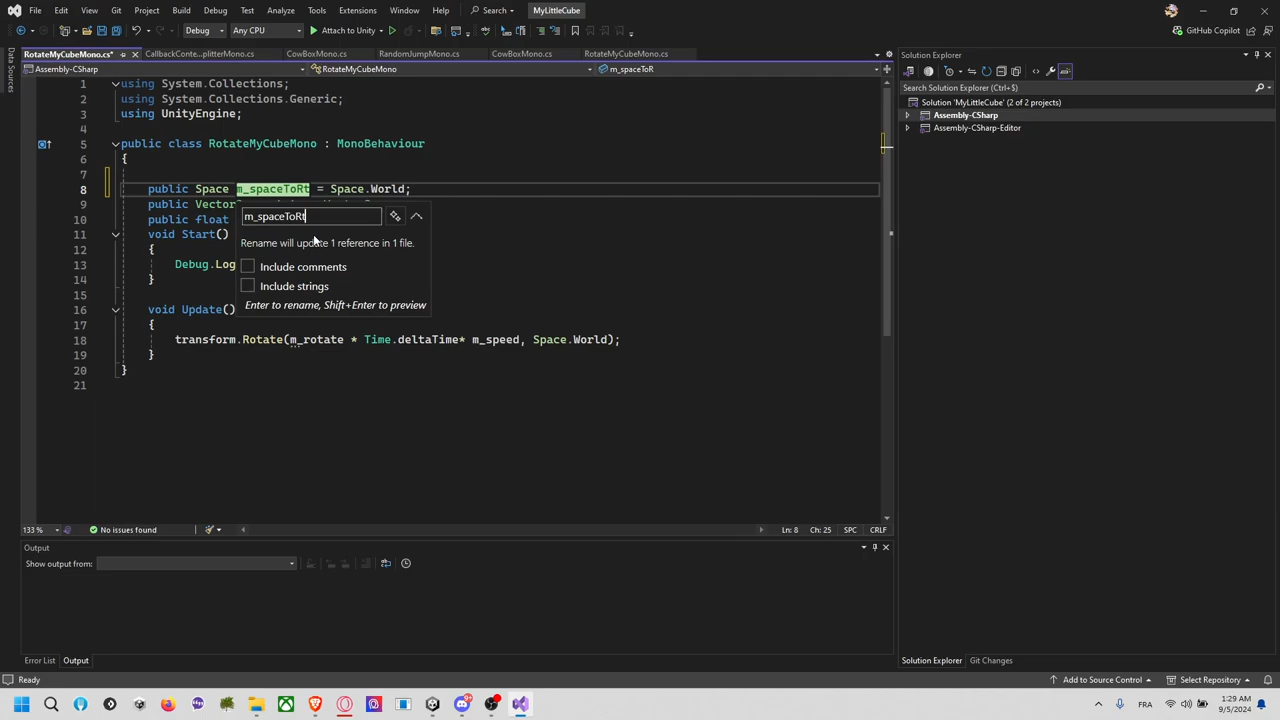 File Edit View Git Project Build Debug Test Analyze Tools Extensions Window Help Search MyLittleCube
Debug Any CPU Attach to Unity GitHub Copilot
Data Sources
RotateMyCubeMono.cs* CallbackConte...plitterMono.cs CowBoxMono.cs RandomJumpMono.cs CowBoxMono.cs RotateMyCubeMono.cs
Assembly-CSharp RotateMyCubeMono m_spaceToR
1 using System.Collections;
2 using System.Collections.Generic;
3 using UnityEngine;
4
5 public class RotateMyCubeMono : MonoBehaviour
6 {
7
8 public Space m_spaceToRt = Space.World;
9 public Vector
10 public float
11 void Start()
12 {
13 Debug.Log
14 }
15
16 void Update()
17 {
18 transform.Rotate(m_rotate * Time.deltaTime* m_speed, Space.World);
19 }
20 }
21
m_spaceToRt
Rename will update 1 reference in 1 file.
Include comments
Include strings
Enter to rename, Shift+Enter to preview
133 % No issues found Ln: 8 Ch: 25 SPC CRLF
Output
Show output from:
Error List Output
Solution Explorer
Search Solution Explorer (Ctrl+$)
Solution 'MyLittleCube' (2 of 2 projects)
Assembly-CSharp
Assembly-CSharp-Editor
Solution Explorer Git Changes
Ready Add to Source Control Select Repository
FRA 1:29 AM
9/5/2024